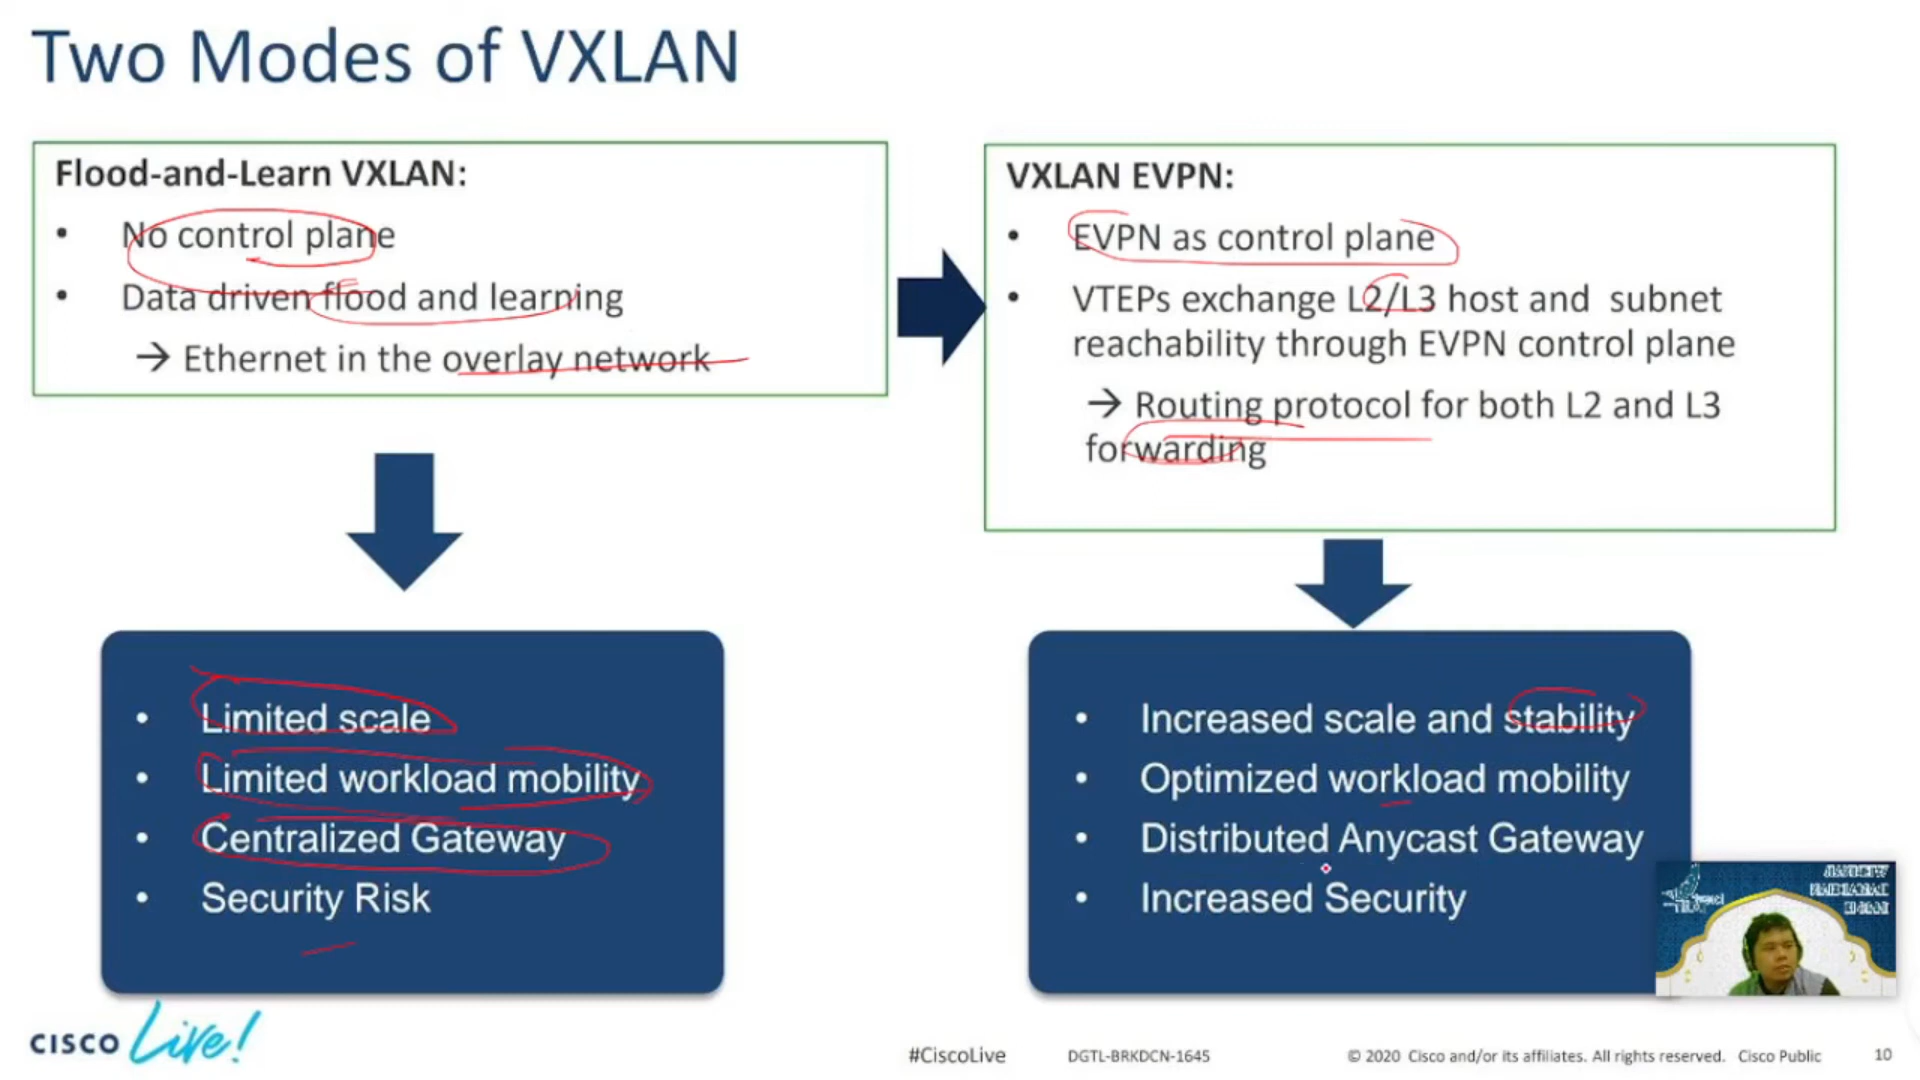 Two Modes of VXLAN
Flood-and-Learn VXLAN:
• No control plane
• Data driven flood and learning
→ Ethernet in the overlay network
VXLAN EVPN:
• EVPN as control plane
• VTEPs exchange L2/L3 host and subnet
reachability through EVPN control plane
→ Routing protocol for both L2 and L3
forwarding
• Limited scale
• Limited workload mobility
• Centralized Gateway
• Security Risk
• Increased scale and stability
• Optimized workload mobility
• Distributed Anycast Gateway
• Increased Security
CISCO Live!
#CiscoLive
DGTL-BRKDCN-1645
© 2020 Cisco and/or its affiliates. All rights reserved. Cisco Public
10